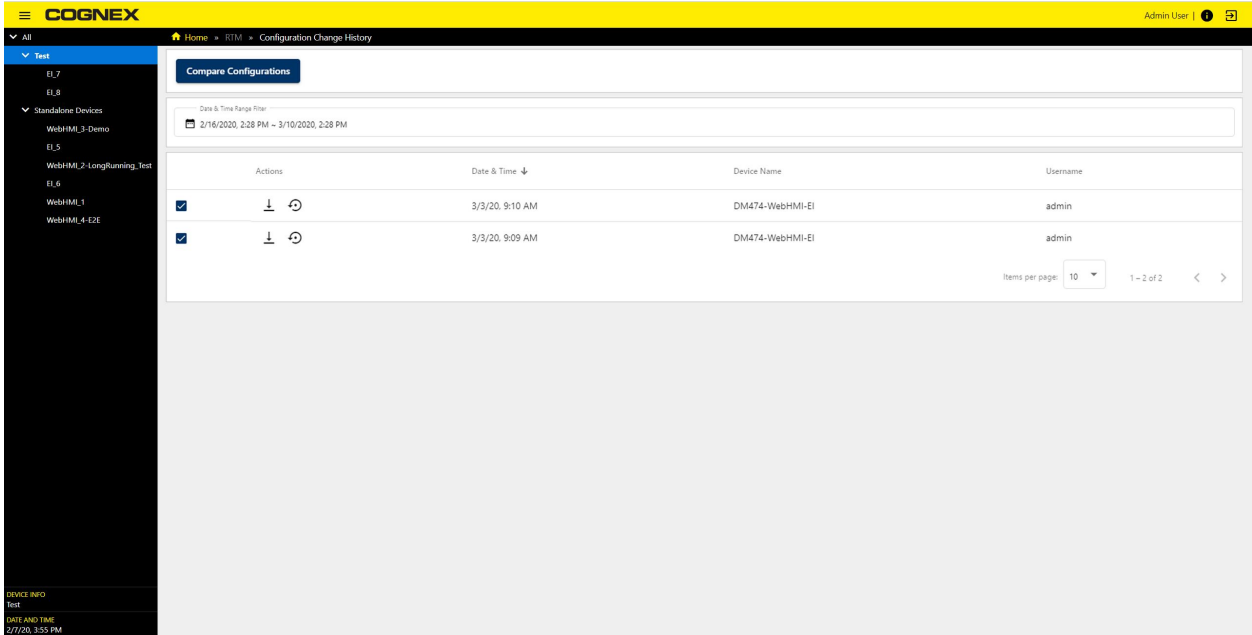 COGNEX
Admin User |
All
Home » RTM » Configuration Change History
Test
EI_7
EI_8
Standalone Devices
WebHMI_3-Demo
EI_5
WebHMI_2-LongRunning_Test
EI_6
WebHMI_1
WebHMI_4-E2E
Compare Configurations
Date & Time Range Filter
2/16/2020, 2:28 PM ~ 3/10/2020, 2:28 PM
Actions Date & Time Device Name Username
3/3/20, 9:10 AM DM474-WebHMI-EI admin
3/3/20, 9:09 AM DM474-WebHMI-EI admin
Items per page: 10 1 – 2 of 2
DEVICE INFO
Test
DATE AND TIME
2/7/20, 3:55 PM